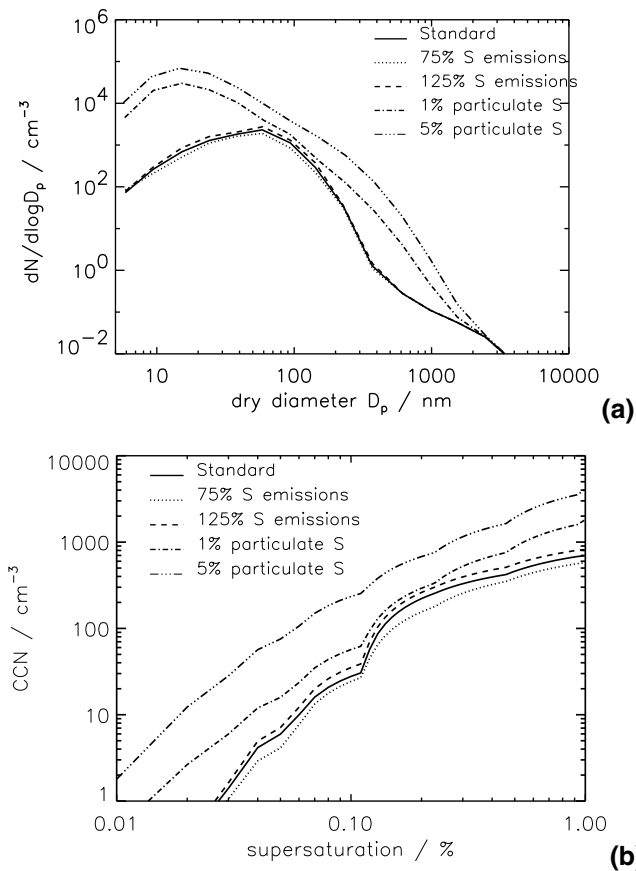 10^6
10^4
10^2
10^0
10^-2
dN/dlogD_p / cm^-3
Standard
75% S emissions
125% S emissions
1% particulate S
5% particulate S
10 100 1000 10000
dry diameter D_p / nm
(a)
10000
1000
100
10
1
CCN / cm^-3
Standard
75% S emissions
125% S emissions
1% particulate S
5% particulate S
0.01 0.10 1.00
supersaturation / %
(b)